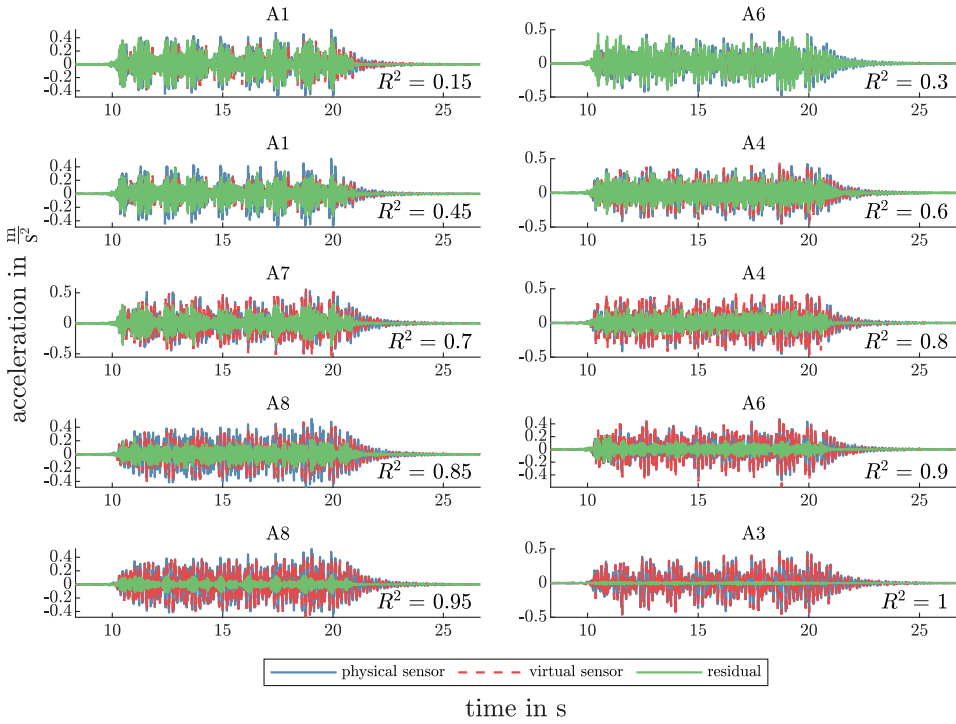 A1
0.4
0.2
0
-0.2
-0.4
R² = 0.15
10 15 20 25
A6
0.5
0
-0.5
R² = 0.3
10 15 20 25
A1
0.4
0.2
0
-0.2
-0.4
R² = 0.45
10 15 20 25
A4
0.5
0
-0.5
R² = 0.6
10 15 20 25
A7
0.5
0
-0.5
R² = 0.7
10 15 20 25
A4
0.5
0
-0.5
R² = 0.8
10 15 20 25
A8
0.4
0.2
0
-0.2
-0.4
R² = 0.85
10 15 20 25
A6
0.4
0.2
0
-0.2
-0.4
R² = 0.9
10 15 20 25
A8
0.4
0.2
0
-0.2
-0.4
R² = 0.95
10 15 20 25
A3
0.5
0
-0.5
R² = 1
10 15 20 25
acceleration in m/s²
physical sensor virtual sensor residual
time in s